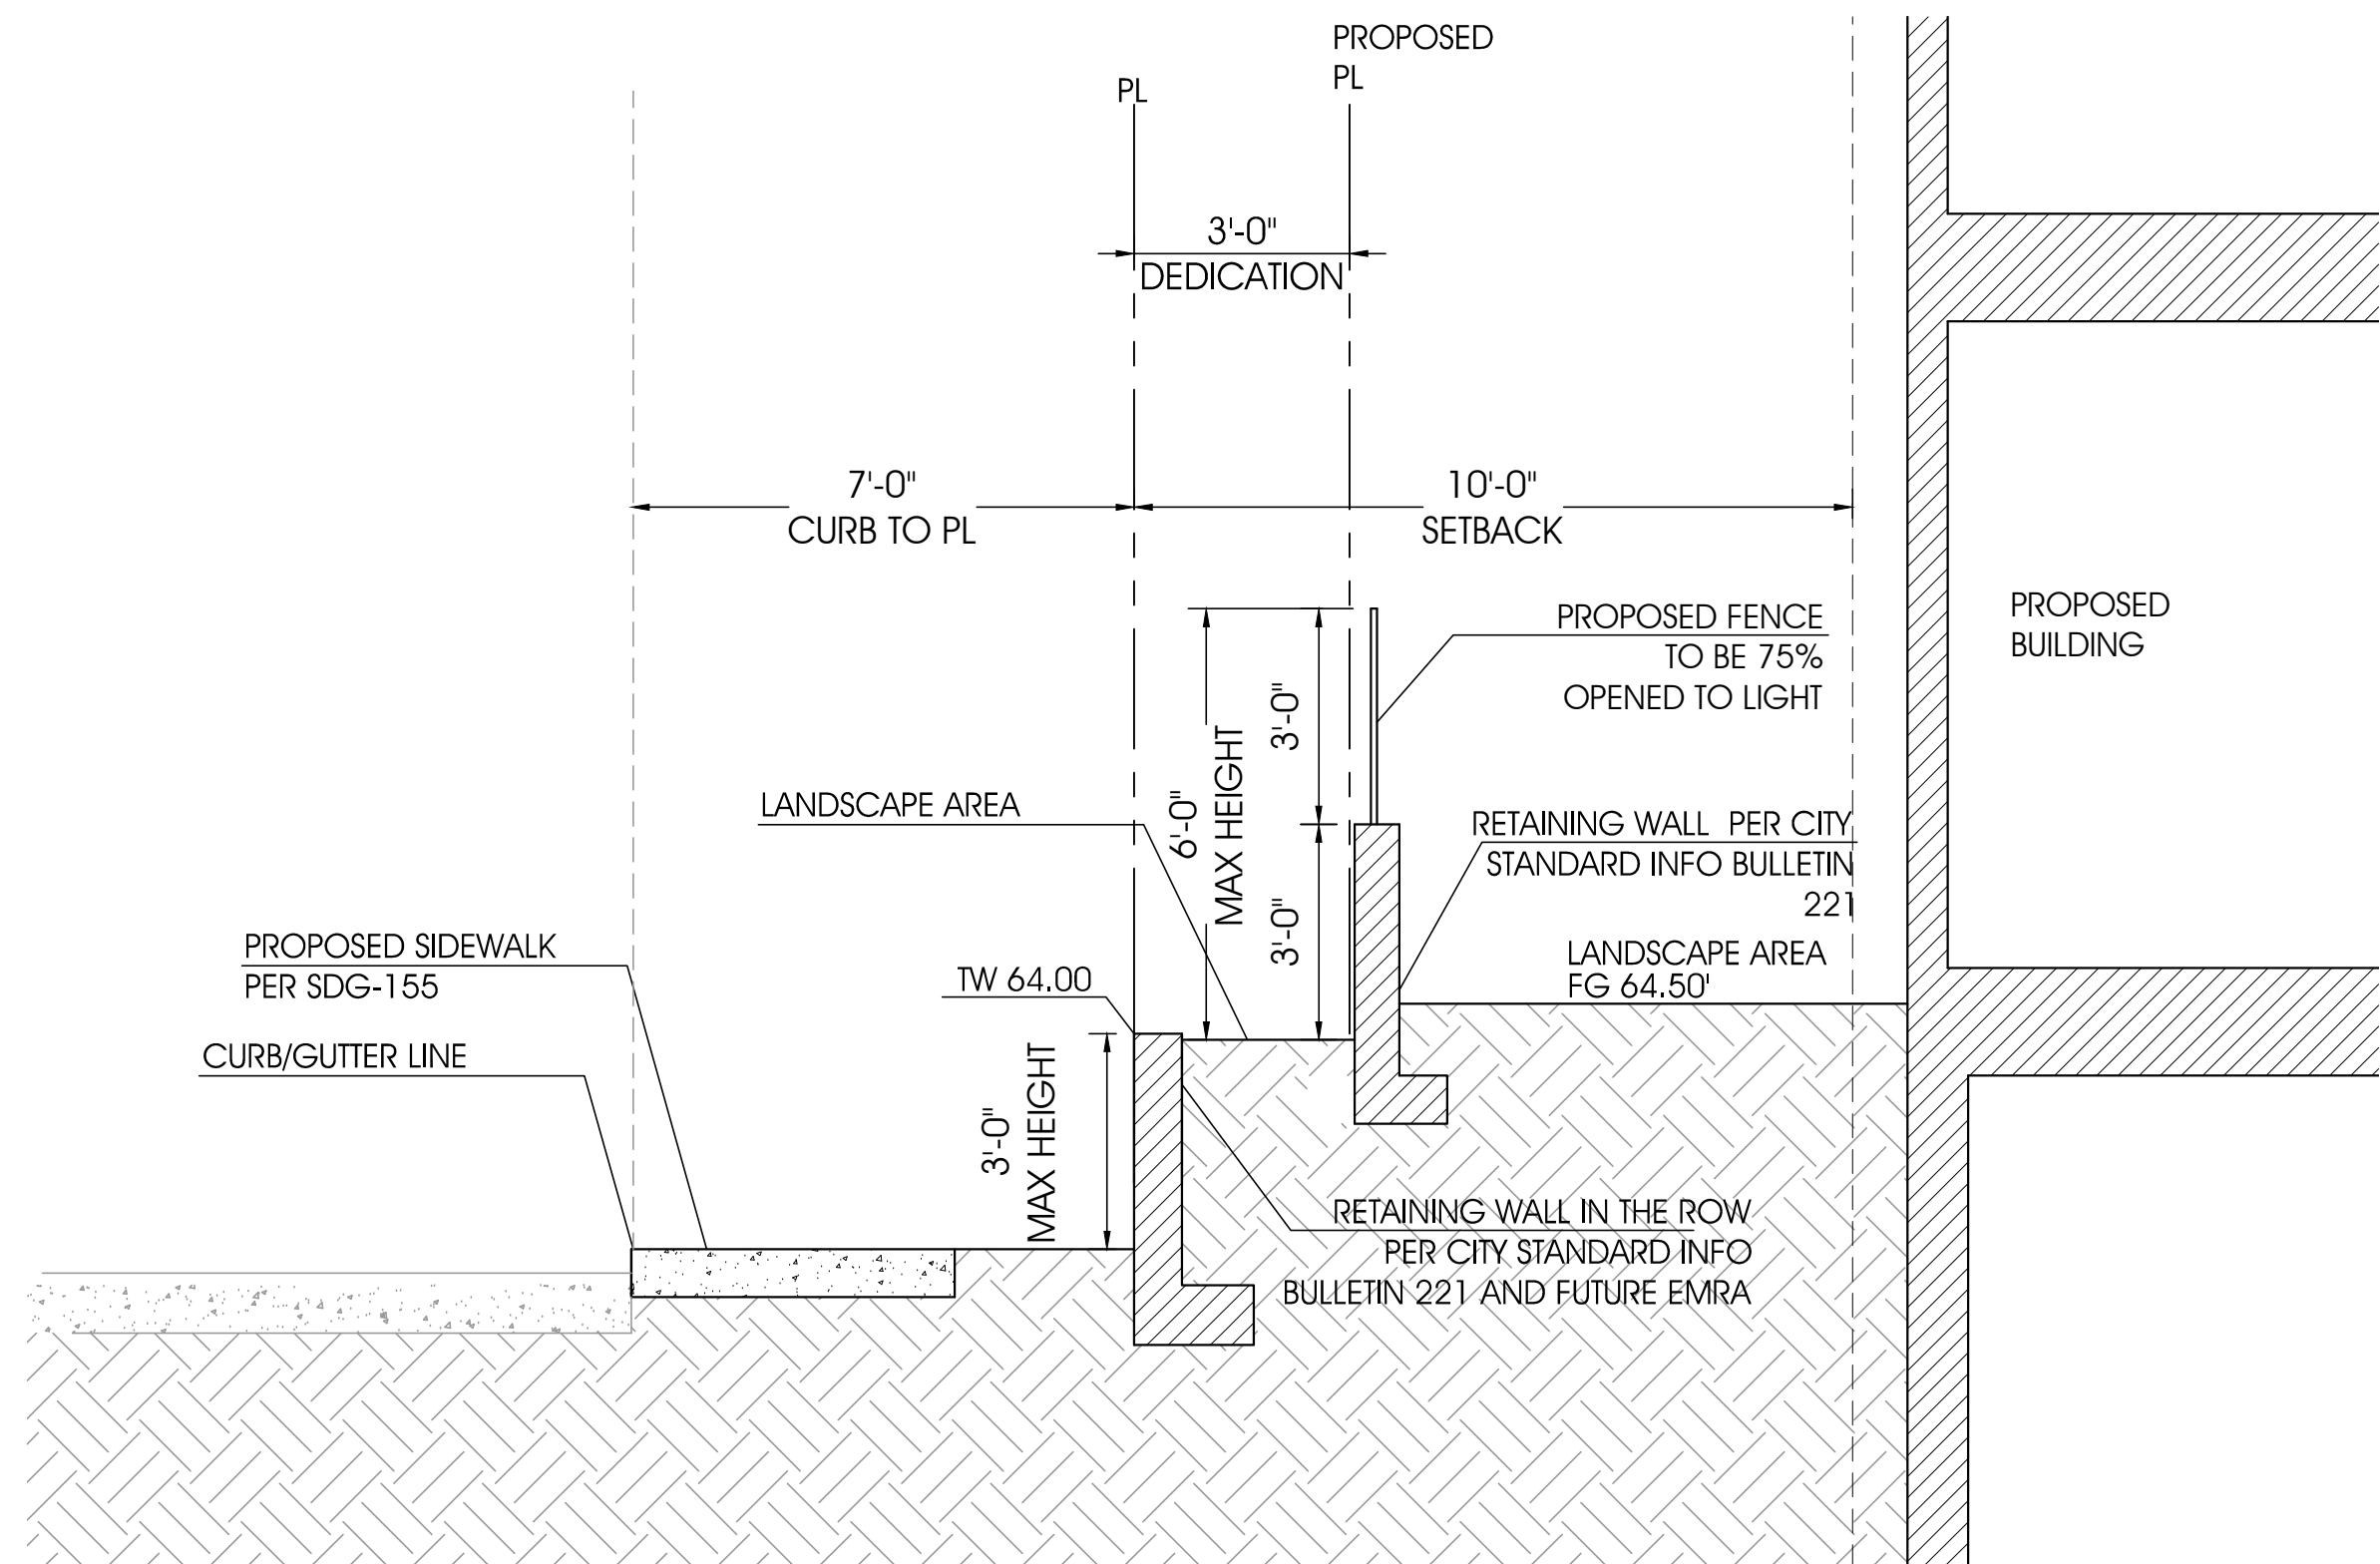 PROPOSED
PL
PL
3'-0"
DEDICATION
7'-0"
CURB TO PL
10'-0"
SETBACK
PROPOSED FENCE
TO BE 75%
OPENED TO LIGHT
PROPOSED
BUILDING
3'-0"
6'-0"
MAX HEIGHT
LANDSCAPE AREA
RETAINING WALL PER CITY
STANDARD INFO BULLETIN
221
3'-0"
PROPOSED SIDEWALK
PER SDG-155
TW 64.00
LANDSCAPE AREA
FG 64.50'
CURB/GUTTER LINE
3'-0"
MAX HEIGHT
RETAINING WALL IN THE ROW
PER CITY STANDARD INFO
BULLETIN 221 AND FUTURE EMRA